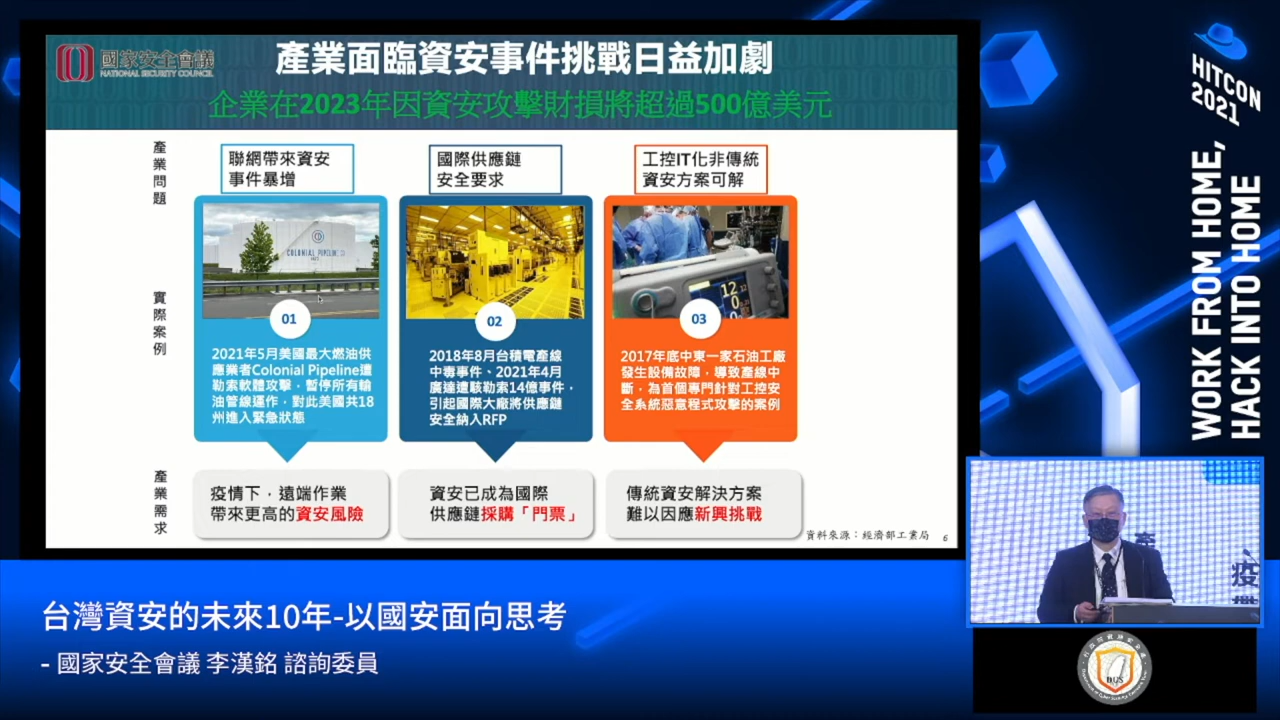 國家安全會議
NATIONAL SECURITY COUNCIL
產業面臨資安事件挑戰日益加劇
企業在2023年因資安攻擊財損將超過500億美元
產業問題
聯網帶來資安
事件暴增
國際供應鏈
安全要求
工控IT化非傳統
資安方案可解
實際案例
COLONIAL PIPELINE CO
01
2021年5月美國最大燃油供
應業者Colonial Pipeline遭
勒索軟體攻擊，暫停所有輸
油管線運作，對此美國共18
州進入緊急狀態
02
2018年8月台積電產線
中毒事件、2021年4月
廣達遭駭勒索14億事件，
引起國際大廠將供應鏈
安全納入RFP
12
0
0
03
2017年底中東一家石油工廠
發生設備故障，導致產線中
斷，為首個專門針對工控安
全系統惡意程式攻擊的案例
產業需求
疫情下，遠端作業
帶來更高的資安風險
資安已成為國際
供應鏈採購「門票」
傳統資安解決方案
難以因應新興挑戰
資料來源：經濟部工業局
6
HITCON
2021
WORK FROM HOME,
HACK INTO HOME
產
疫
台灣資安的未來10年-以國安面向思考
- 國家安全會議 李漢銘 諮詢委員